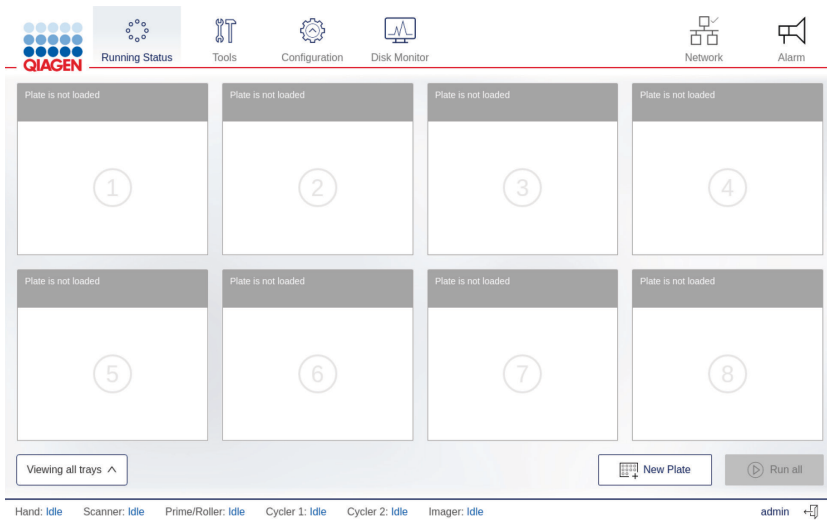 QIAGEN
Running Status
Tools
Configuration
Disk Monitor
Network
Alarm
Plate is not loaded
Plate is not loaded
Plate is not loaded
Plate is not loaded
1
2
3
4
Plate is not loaded
Plate is not loaded
Plate is not loaded
Plate is not loaded
5
6
7
8
Viewing all trays
New Plate
Run all
Hand: Idle
Scanner: Idle
Prime/Roller: Idle
Cycler 1: Idle
Cycler 2: Idle
Imager: Idle
admin